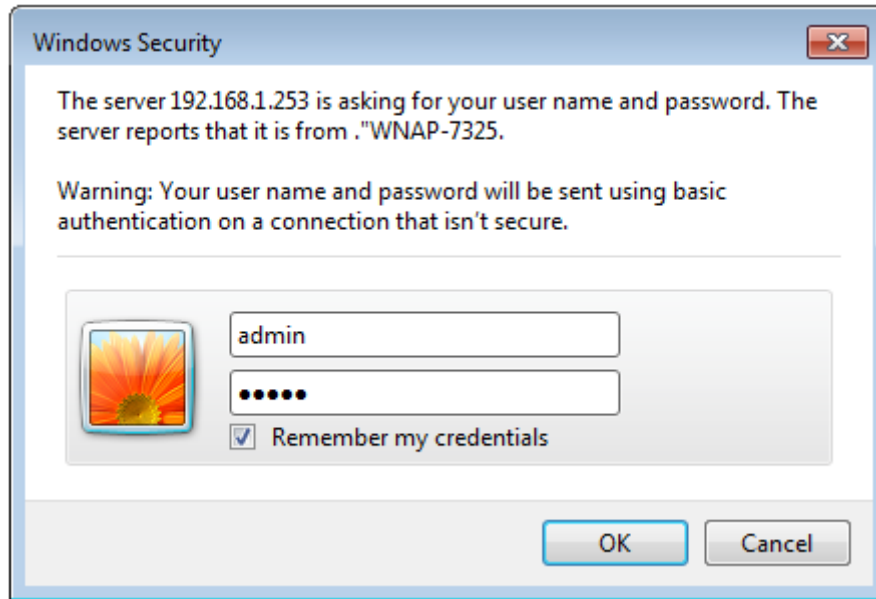 Windows Security
The server 192.168.1.253 is asking for your user name and password. The
server reports that it is from ."WNAP-7325.
Warning: Your user name and password will be sent using basic
authentication on a connection that isn't secure.
admin
●●●●●
Remember my credentials
OK
Cancel